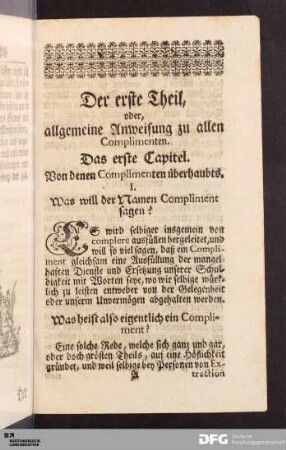 Der erste Theil,
oder,
allgemeine Anweisung zu allen
Complimenten.
Das erste Capitel.
Von denen Complimenten überhaubts.
I.
Was will der Namen Compliment
sagen?
ES wird selbiger insgemein von
complere ausfüllen hergeleitet, und
will so viel sagen, daß ein Compli-
ment gleichsam eine Ausfüllung der mangel-
hafften Dienste und Ersetzung unserer Schul-
digkeit mit Worten seye, wo wir selbige würck-
lich zu leisten entweder von der Gelegenheit
oder unserm Unvermögen abgehalten werden.
Was heist also eigentlich ein Compli-
ment?
Eine solche Rede, welche sich ganz und gar,
oder doch grösten Theils, auf eine Höflichkeit
gründet, und weil selbige bey Personen von Ex-
A traction
DFG Deutsche
Forschungsgemeinschaft